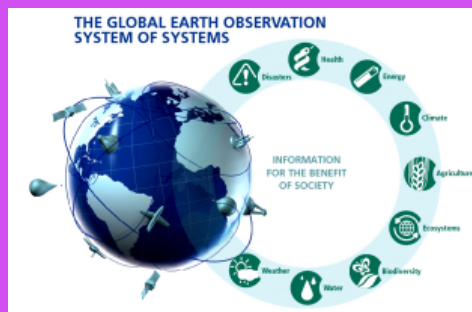 THE GLOBAL EARTH OBSERVATION
SYSTEM OF SYSTEMS
Health
Disasters
Energy
Climate
INFORMATION
FOR THE BENEFIT
OF SOCIETY
Agriculture
Ecosystems
Weather
Biodiversity
Water